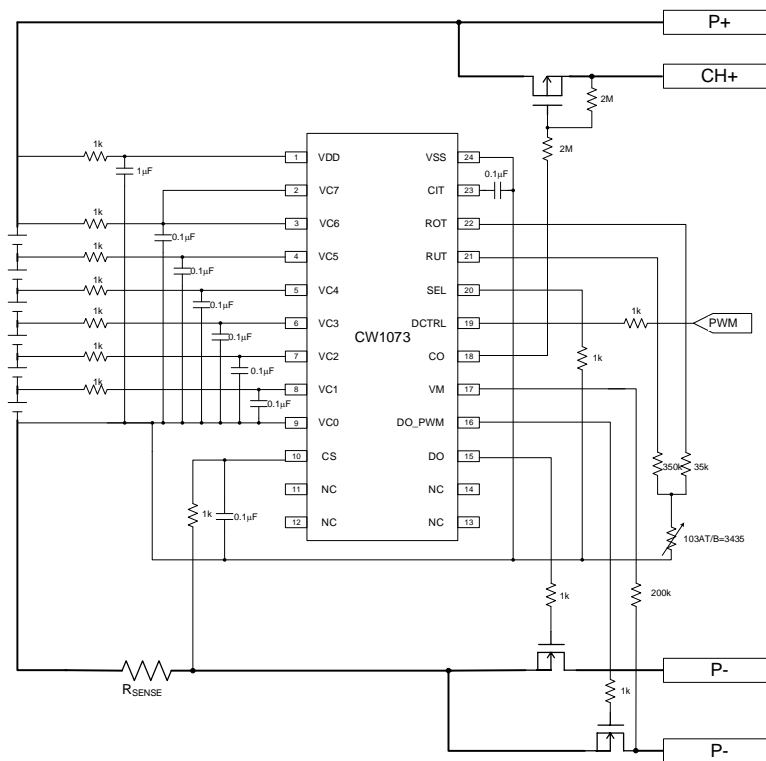 P+
CH+
2M
2M
1k
1 VDD
VSS 24
1μF
0.1μF
2 VC7
CIT 23
1k
3 VC6
ROT 22
0.1μF
1k
4 VC5
RUT 21
0.1μF
1k
5 VC4
SEL 20
0.1μF
1k
6 VC3
DCTRL 19
1k
PWM
0.1μF
CW1073
1k
7 VC2
CO 18
1k
0.1μF
1k
8 VC1
VM 17
0.1μF
9 VC0
DO_PWM 16
10 CS
DO 15
350k
35k
11 NC
NC 14
1k
0.1μF
12 NC
NC 13
103AT/B=3435
1k
200k
P-
RSENSE
1k
P-